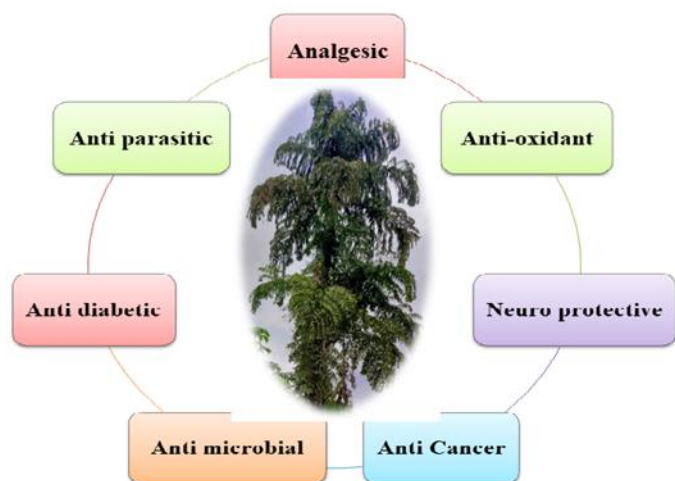 Analgesic
Anti parasitic
Anti-oxidant
Anti diabetic
Neuro protective
Anti microbial
Anti Cancer